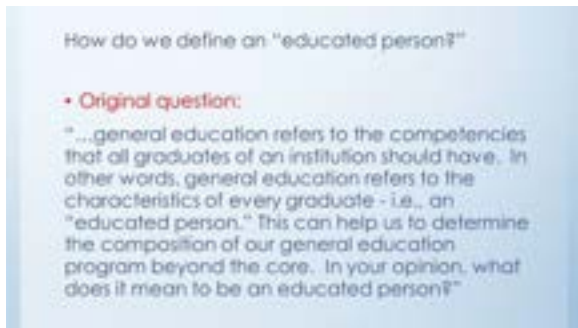 How do we define an "educated person?"
• Original question:
"...general education refers to the competencies
that all graduates of an institution should have. In
other words, general education refers to the
characteristics of every graduate - i.e., an
"educated person." This can help us to determine
the composition of our general education
program beyond the core. In your opinion, what
does it mean to be an educated person?"